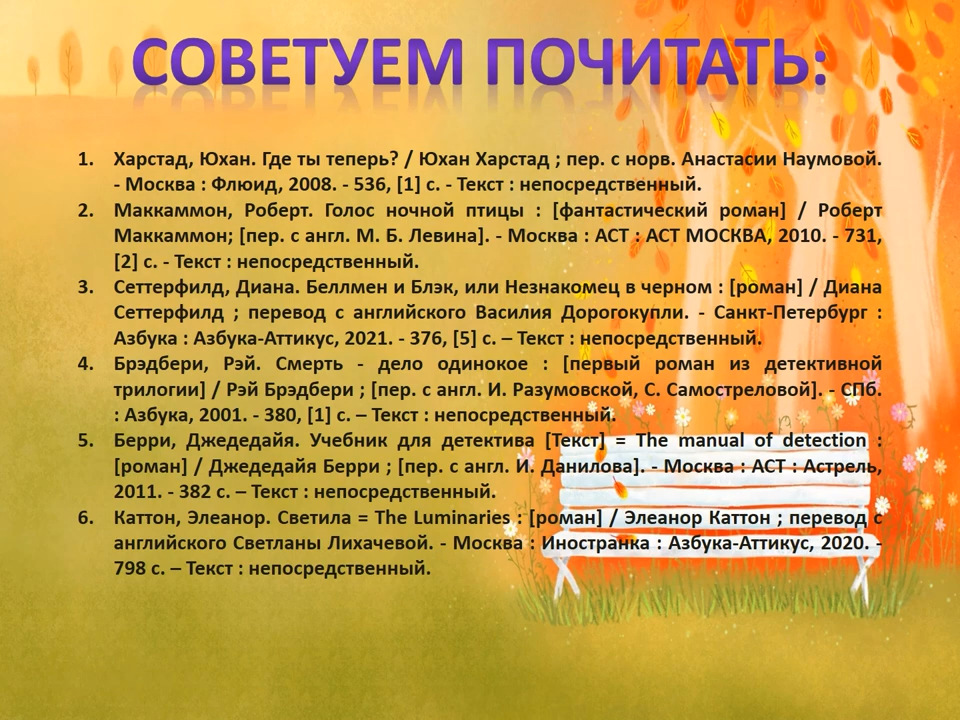 СОВЕТУЕМ ПОЧИТАТЬ:
1. Харстад, Юхан. Где ты теперь? / Юхан Харстад ; пер. с норв. Анастасии Наумовой.
- Москва : Флюид, 2008. - 536, [1] с. - Текст : непосредственный.
2. Маккаммон, Роберт. Голос ночной птицы : [фантастический роман] / Роберт
Маккаммон; [пер. с англ. М. Б. Левина]. - Москва : АСТ : АСТ МОСКВА, 2010. - 731,
[2] с. - Текст : непосредственный.
3. Сеттерфилд, Диана. Беллмен и Блэк, или Незнакомец в черном : [роман] / Диана
Сеттерфилд ; перевод с английского Василия Дорогокупли. - Санкт-Петербург :
Азбука : Азбука-Аттикус, 2021. - 376, [5] с. – Текст : непосредственный.
4. Брэдбери, Рэй. Смерть - дело одинокое : [первый роман из детективной
трилогии] / Рэй Брэдбери ; [пер. с англ. И. Разумовской, С. Самостреловой]. - СПб.
: Азбука, 2001. - 380, [1] с. – Текст : непосредственный.
5. Берри, Джедедайя. Учебник для детектива [Текст] = The manual of detection :
[роман] / Джедедайя Берри ; [пер. с англ. И. Данилова]. - Москва : АСТ : Астрель,
2011. - 382 с. – Текст : непосредственный.
6. Каттон, Элеанор. Светила = The Luminaries : [роман] / Элеанор Каттон ; перевод с
английского Светланы Лихачевой. - Москва : Иностранка : Азбука-Аттикус, 2020. -
798 с. – Текст : непосредственный.